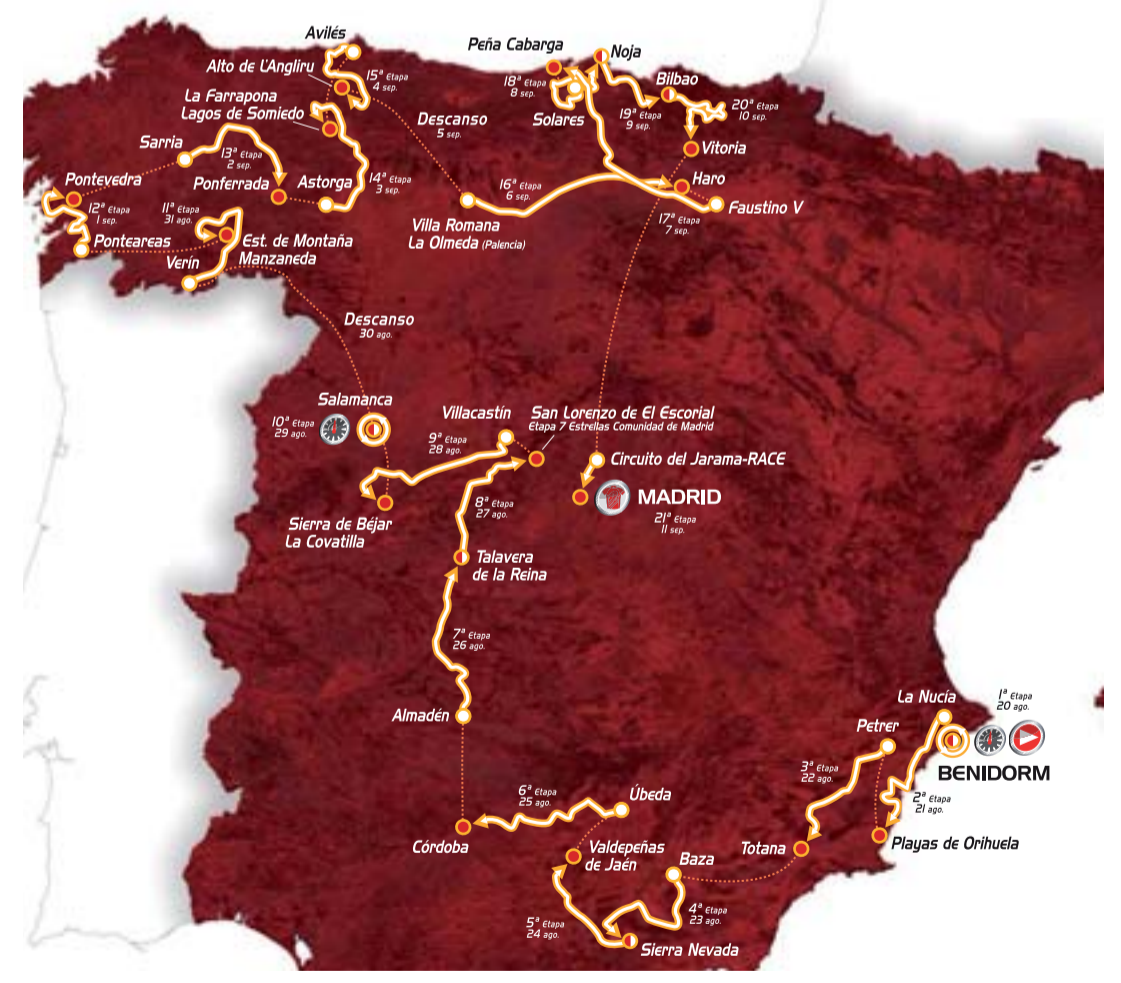 Avilés
Alto de L'Angliru
15ª Etapa
4 sep.
La Farrapona
Lagos de Somiedo
Sarria
13ª Etapa
2 sep.
Ponferrada
Astorga
14ª Etapa
3 sep.
Pontevedra
12ª Etapa
1 sep.
Ponteareas
11ª Etapa
31 ago.
Est. de Montaña
Manzaneda
Verín
Descanso
5 sep.
Peña Cabarga
Noja
18ª Etapa
8 sep.
Solares
Bilbao
19ª Etapa
9 sep.
20ª Etapa
10 sep.
Vitoria
Haro
Faustino V
17ª Etapa
7 sep.
16ª Etapa
6 sep.
Villa Romana
La Olmeda (Palencia)
Descanso
30 ago.
Salamanca
10ª Etapa
29 ago.
Villacastín
9ª Etapa
28 ago.
San Lorenzo de El Escorial
Etapa 7 Estrellas Comunidad de Madrid
Circuito del Jarama-RACE
MADRID
21ª Etapa
11 sep.
Sierra de Béjar
La Covatilla
8ª Etapa
27 ago.
Talavera
de la Reina
7ª Etapa
26 ago.
Almadén
6ª Etapa
25 ago.
Úbeda
Córdoba
Valdepeñas
de Jaén
Baza
5ª Etapa
24 ago.
4ª Etapa
23 ago.
Sierra Nevada
La Nucía
1ª Etapa
20 ago.
Petrer
BENIDORM
3ª Etapa
22 ago.
2ª Etapa
21 ago.
Totana
Playas de Orihuela